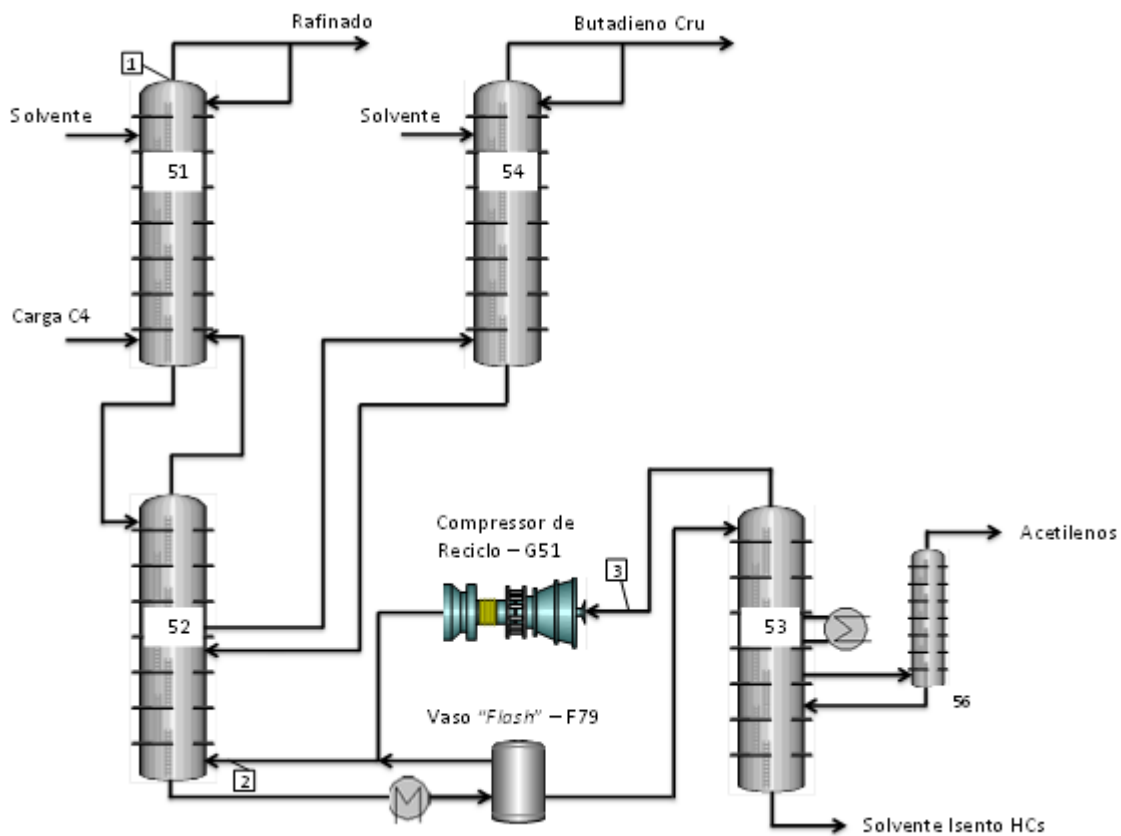 Rafinado
Butadieno Cru
1
Solvente
Solvente
51
54
Carga C4
Compressor de
Reciclo – G51
Acetilenos
3
52
53
56
Vaso "Flash" – F79
2
Solvente Isento HCs